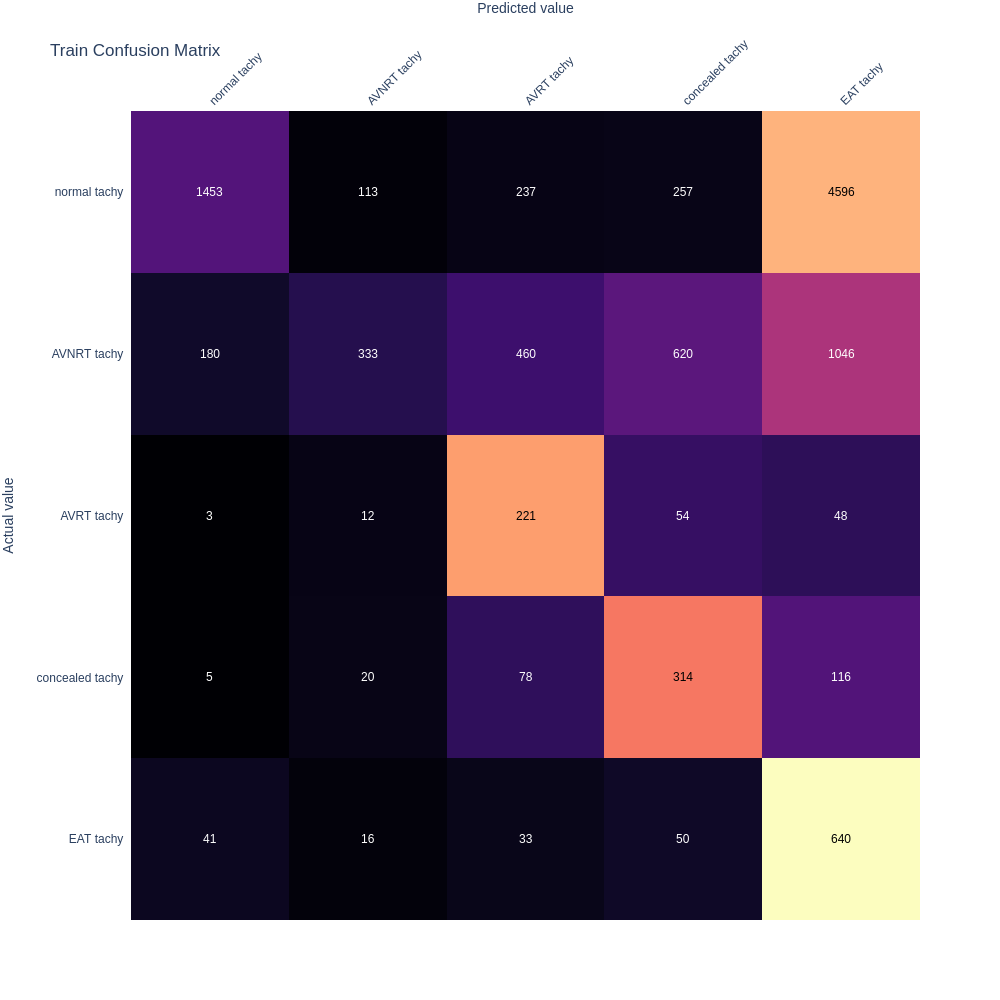 Predicted value
Train Confusion Matrix
normal tachy AVNRT tachy AVRT tachy concealed tachy EAT tachy
normal tachy 1453 113 237 257 4596
AVNRT tachy 180 333 460 620 1046
Actual value
AVRT tachy 3 12 221 54 48
concealed tachy 5 20 78 314 116
EAT tachy 41 16 33 50 640